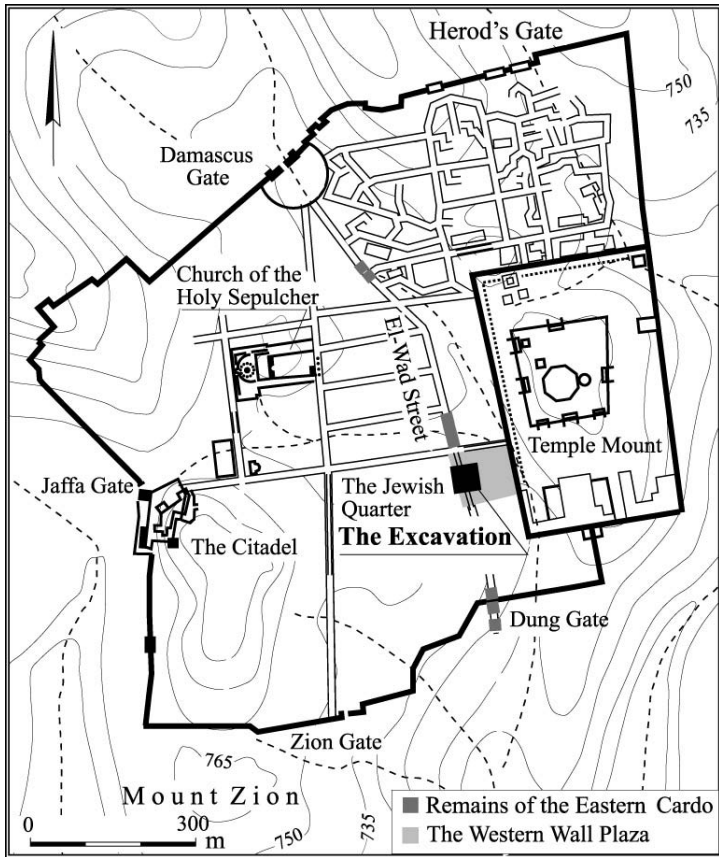 Herod's Gate
750
735
Damascus
Gate
Church of the
Holy Sepulcher
El-Wad Street
Temple Mount
Jaffa Gate
The Jewish
Quarter
The Excavation
The Citadel
Dung Gate
Zion Gate
765
Mount Zion
0 300
m
750
735
Remains of the Eastern Cardo
The Western Wall Plaza